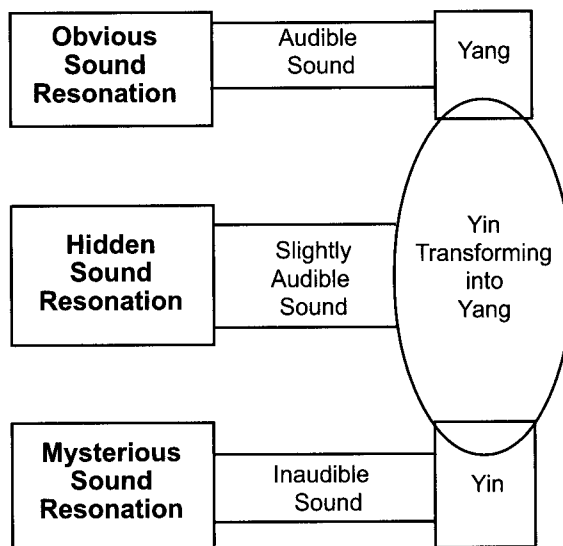 Obvious
Sound
Resonation
Audible
Sound
Yang
Hidden
Sound
Resonation
Slightly
Audible
Sound
Yin
Transforming
into
Yang
Mysterious
Sound
Resonation
Inaudible
Sound
Yin